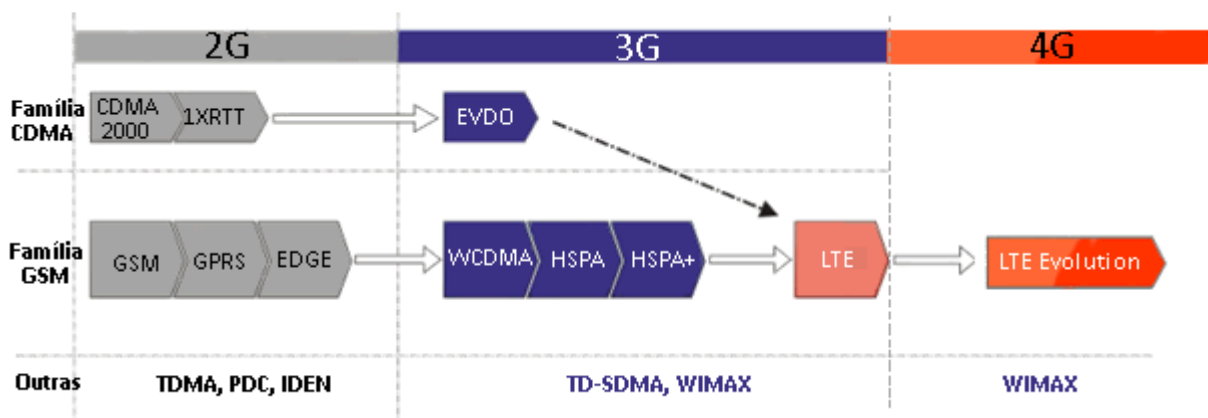 2G 3G 4G
Família CDMA
CDMA 2000 1XRTT EVDO
Família GSM
GSM GPRS EDGE WCDMA HSPA HSPA+ LTE LTE Evolution
Outras TDMA, PDC, IDEN TD-SDMA, WIMAX WIMAX